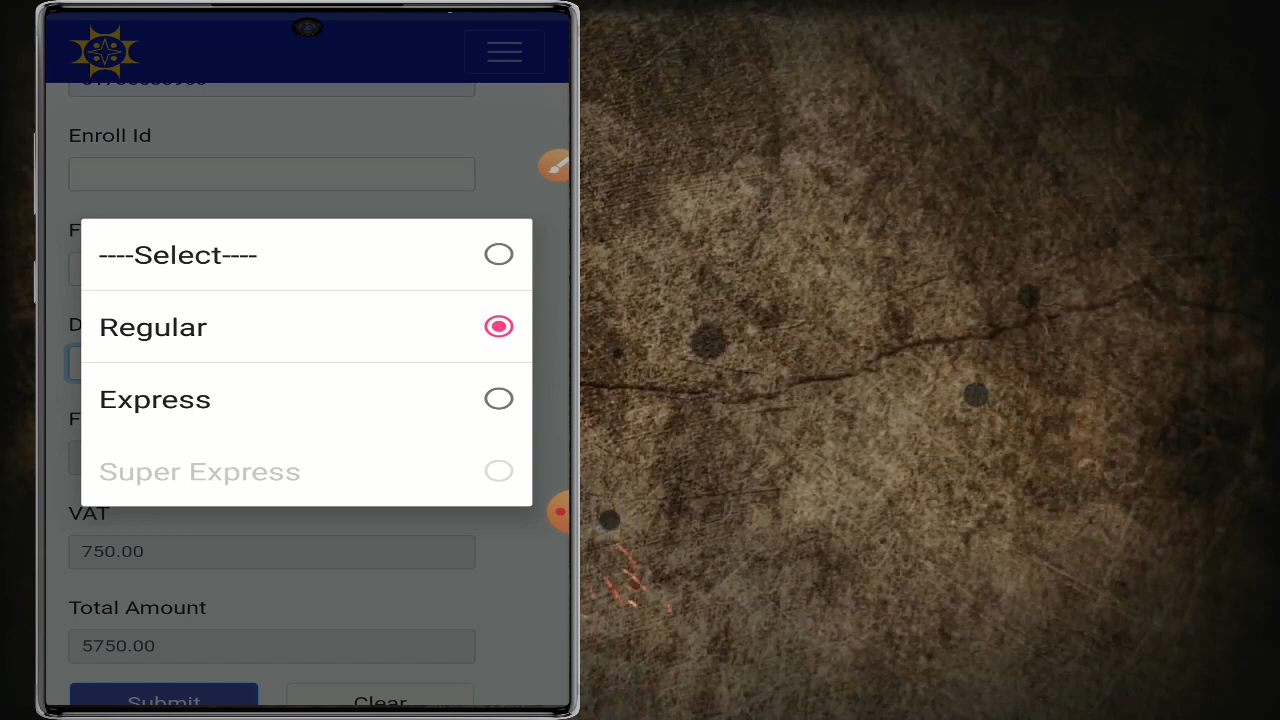 Enroll Id
F
----Select----
Regular
D
Express
F
Super Express
VAT
750.00
Total Amount
5750.00
Submit
Clear